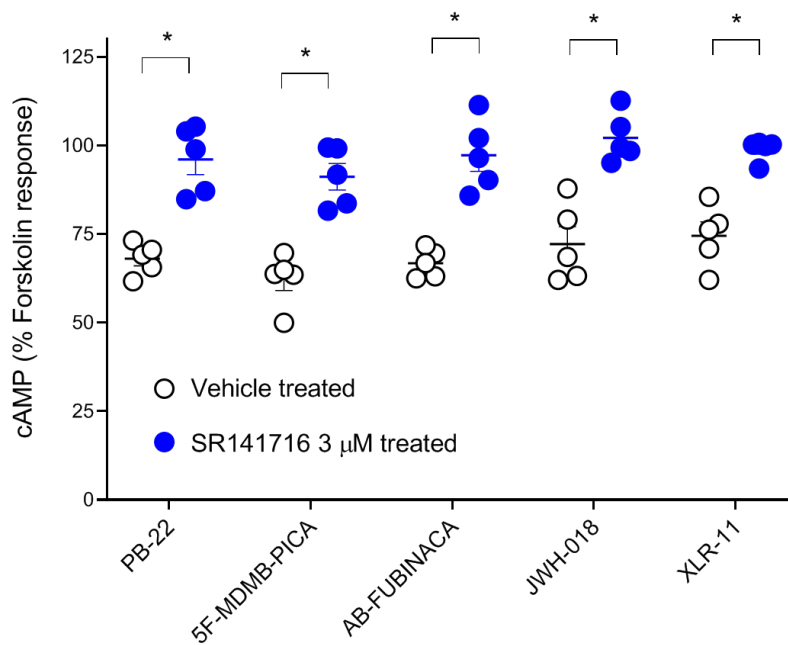 * * * * *
125
100
75
50
25
0
cAMP (% Forskolin response)
Vehicle treated
SR141716 3 μM treated
PB-22
5F-MDMB-PICA
AB-FUBINACA
JWH-018
XLR-11